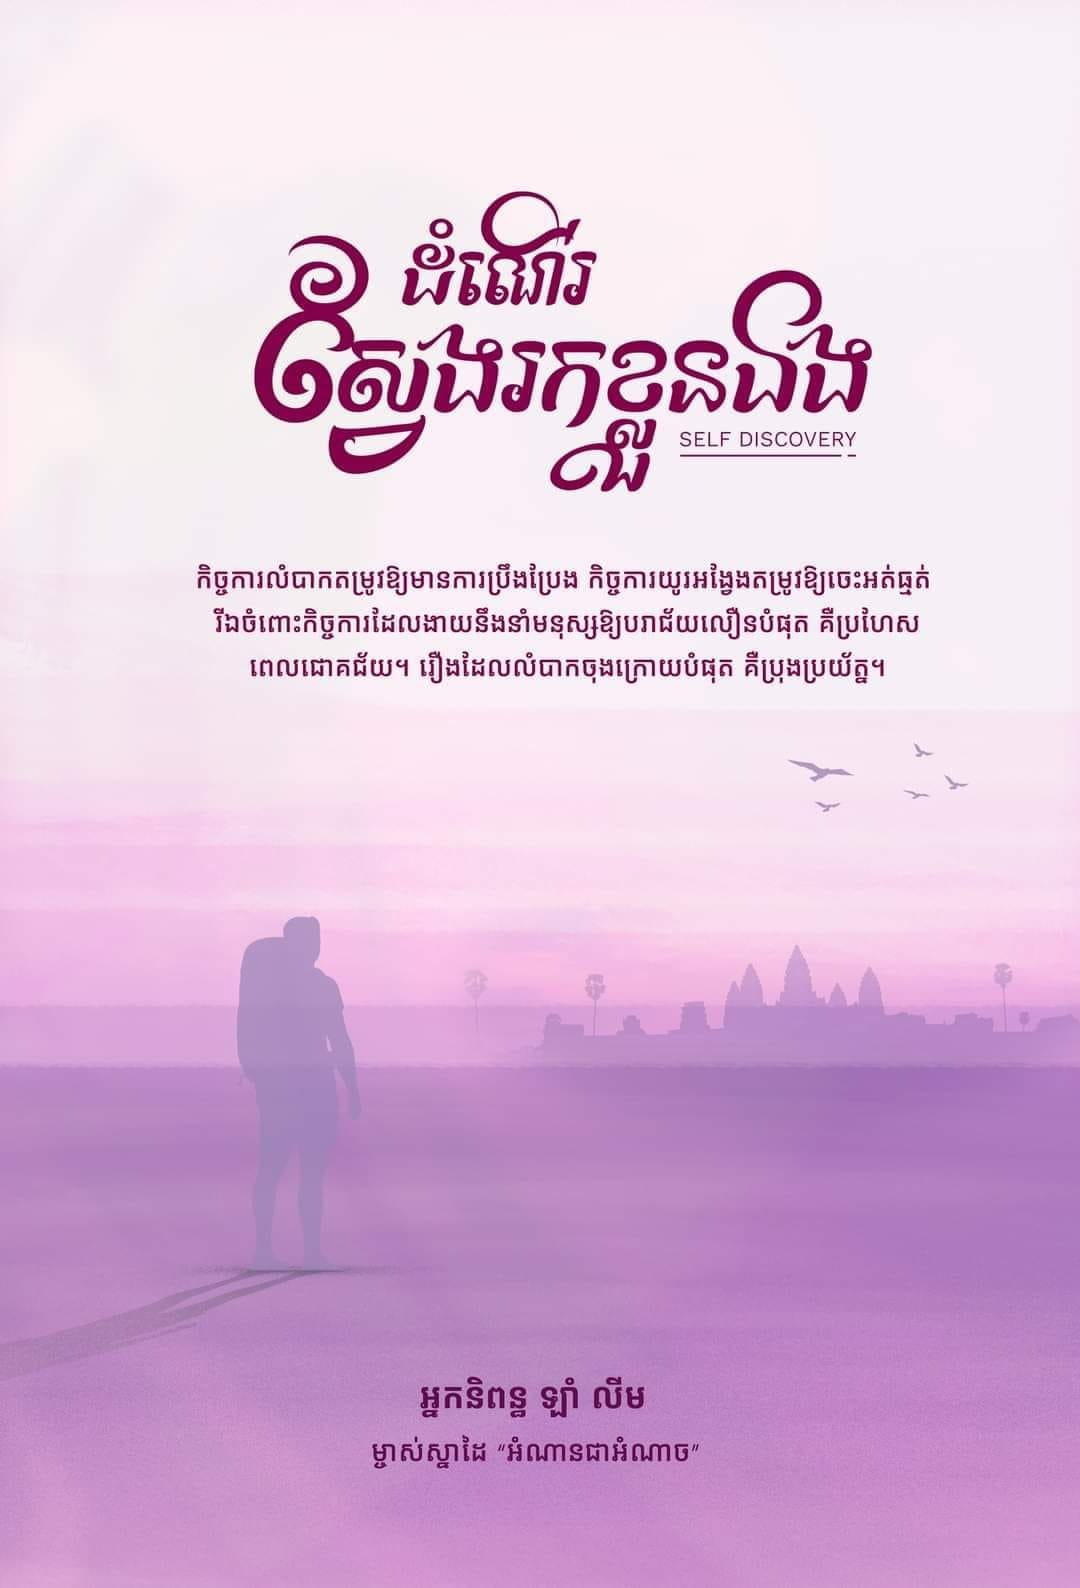 ដំណើរ
ស្វែងរកខ្លួនឯង
SELF DISCOVERY
កិច្ចការលំបាកតម្រូវឱ្យមានការប្រឹងប្រែង កិច្ចការយូរអង្វែងតម្រូវឱ្យចេះអត់ធ្មត់
រីឯចំពោះកិច្ចការដែលងាយនឹងនាំមនុស្សឱ្យបរាជ័យលឿនបំផុត គឺប្រហែស
ពេលជោគជ័យ។ រឿងដែលលំបាកចុងក្រោយបំផុត គឺប្រុងប្រយ័ត្ន។
អ្នកនិពន្ធ ឡាំ លីម
ម្ចាស់ស្នាដៃ “អំណានជាអំណាច”